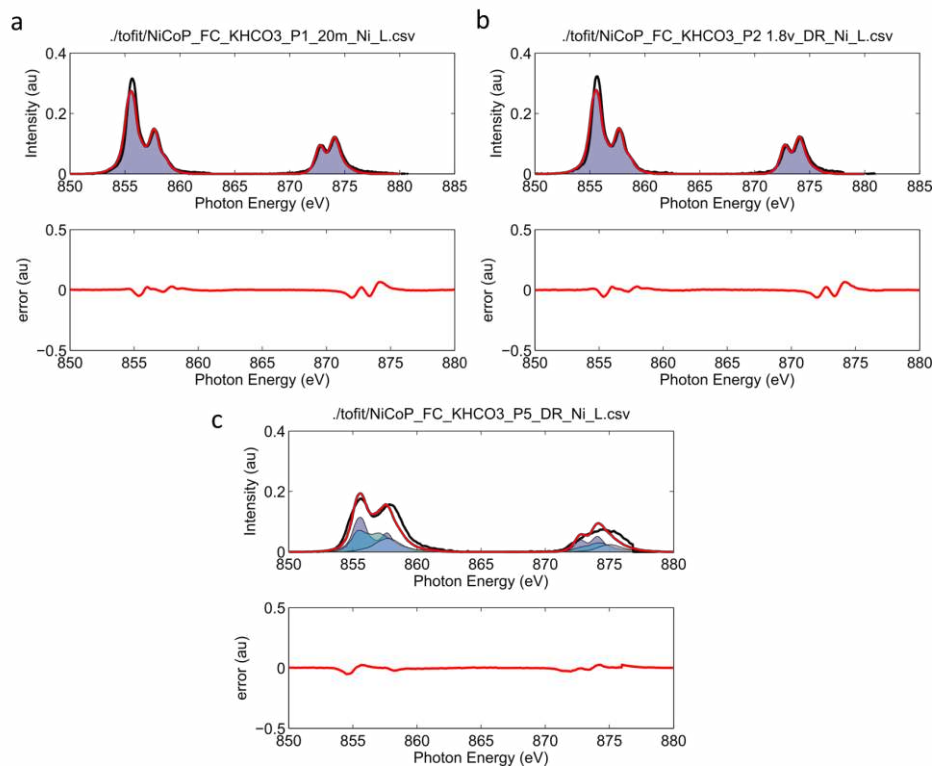 a
./tofit/NiCoP_FC_KHCO3_P1_20m_Ni_L.csv
Intensity (au)
0.4
0.2
0
850 855 860 865 870 875 880 885
Photon Energy (eV)
error (au)
0.5
0
−0.5
850 855 860 865 870 875 880
Photon Energy (eV)
b
./tofit/NiCoP_FC_KHCO3_P2 1.8v_DR_Ni_L.csv
Intensity (au)
0.4
0.2
0
850 855 860 865 870 875 880 885
Photon Energy (eV)
error (au)
0.5
0
−0.5
850 855 860 865 870 875 880
Photon Energy (eV)
c
./tofit/NiCoP_FC_KHCO3_P5_DR_Ni_L.csv
Intensity (au)
0.4
0.2
0
850 855 860 865 870 875 880
Photon Energy (eV)
error (au)
0.5
0
−0.5
850 855 860 865 870 875 880
Photon Energy (eV)